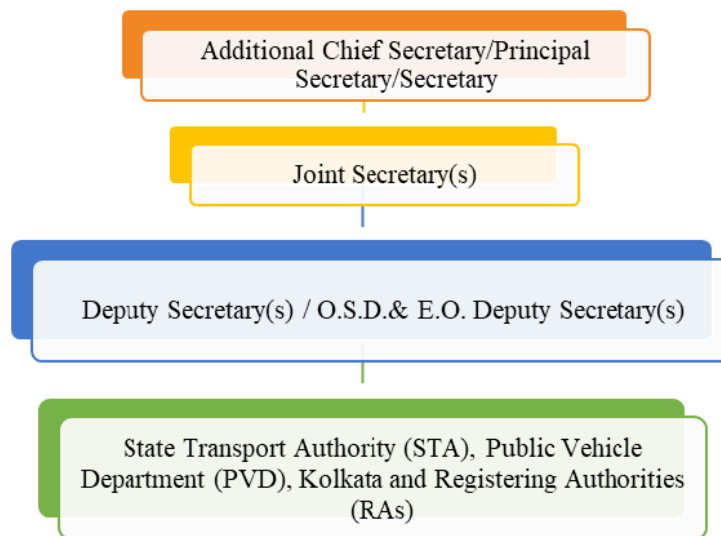 Additional Chief Secretary/Principal
Secretary/Secretary
Joint Secretary(s)
Deputy Secretary(s) / O.S.D.& E.O. Deputy Secretary(s)
State Transport Authority (STA), Public Vehicle
Department (PVD), Kolkata and Registering Authorities
(RAs)